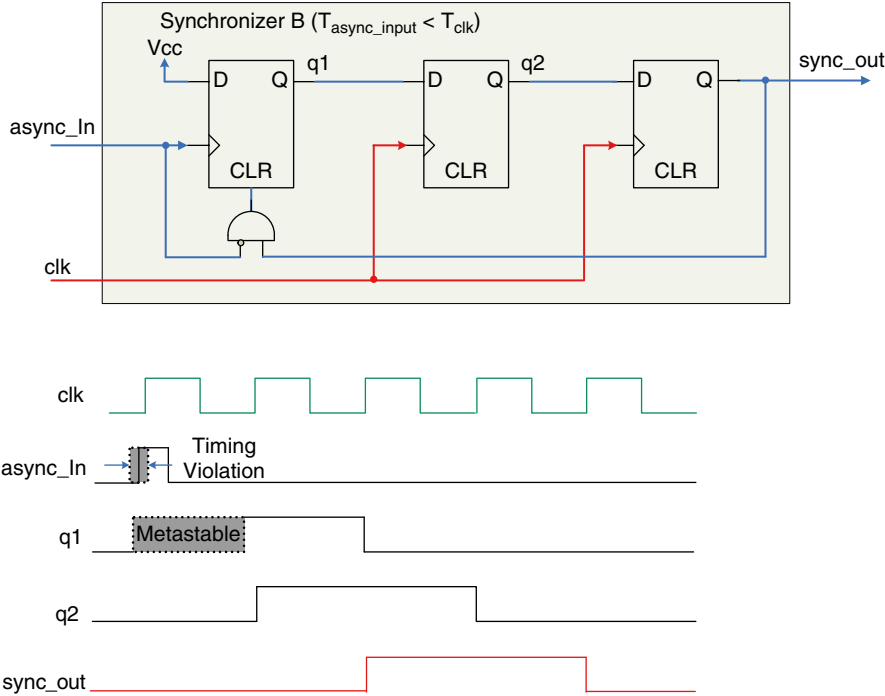 Synchronizer B (Tasync_input < Tclk)
Vcc
D Q q1 D Q q2 D Q sync_out
async_In
CLR CLR CLR
clk
clk
async_In Timing Violation
q1 Metastable
q2
sync_out